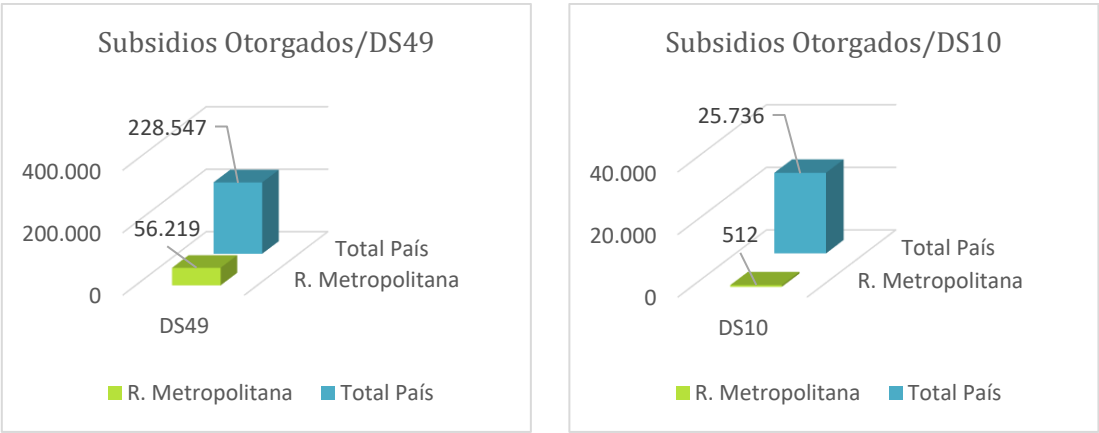 Subsidios Otorgados/DS49
228.547
400.000
56.219
200.000
Total País
R. Metropolitana
0
DS49
R. Metropolitana Total País
Subsidios Otorgados/DS10
25.736
40.000
512
20.000
Total País
R. Metropolitana
0
DS10
R. Metropolitana Total País